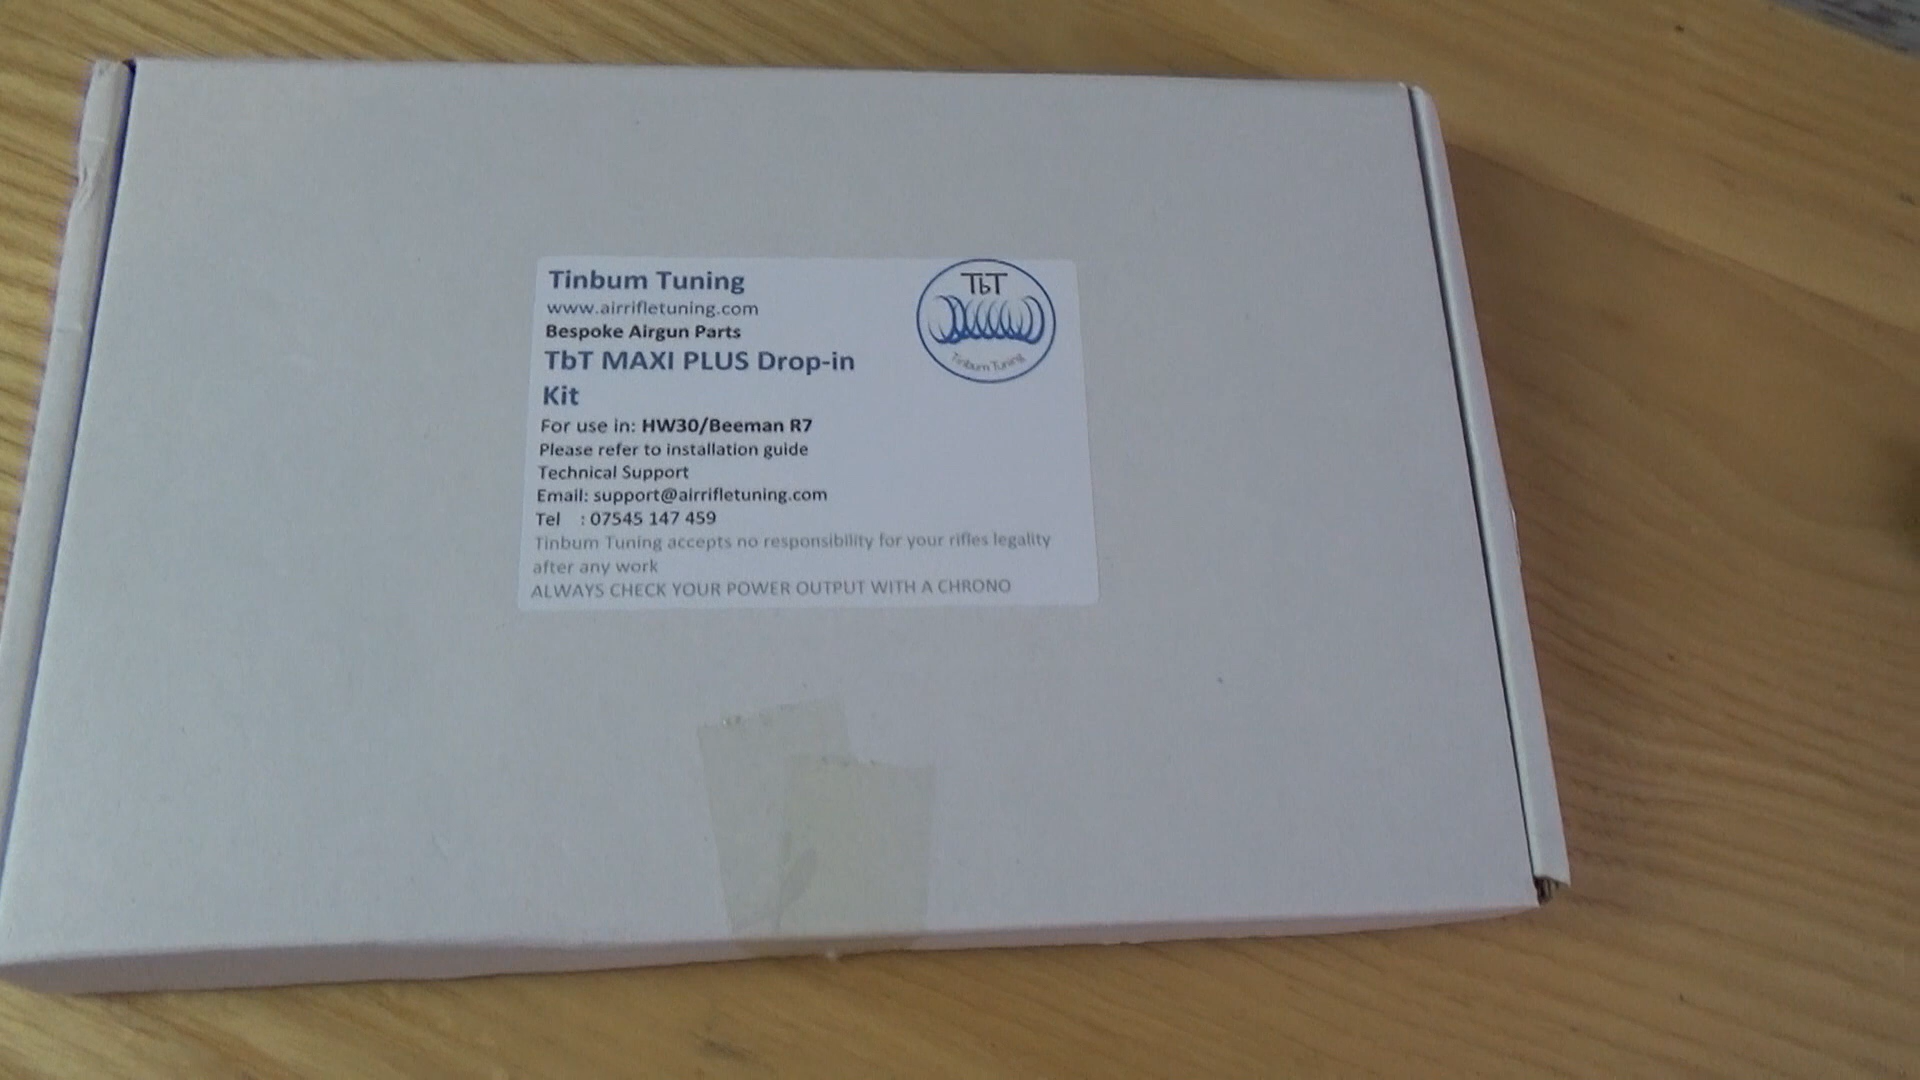 Tinbum Tuning
www.airrifletuning.com
Bespoke Airgun Parts
TbT MAXI PLUS Drop-in
Kit
For use in: HW30/Beeman R7
Please refer to installation guide
Technical Support
Email: support@airrifletuning.com
Tel : 07545 147 459
Tinbum Tuning accepts no responsibility for your rifles legality
after any work
ALWAYS CHECK YOUR POWER OUTPUT WITH A CHRONO
TbT
Tinbum Tuning